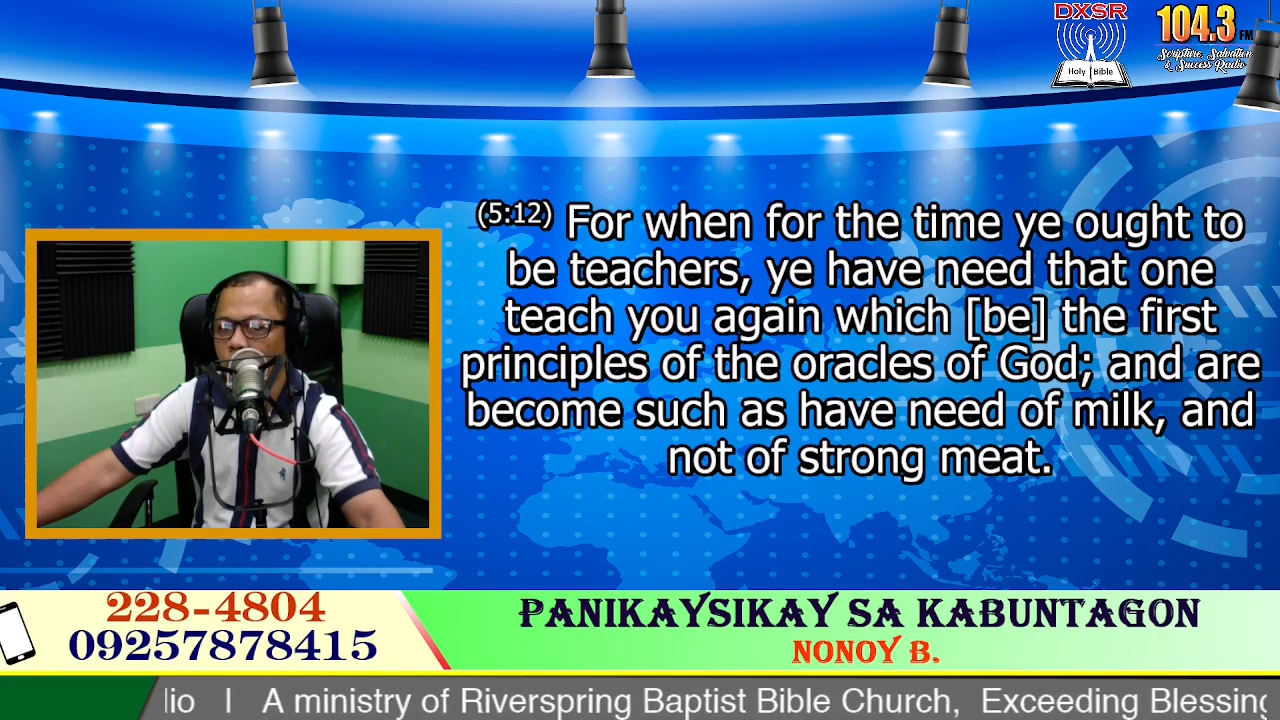 DXSR
Holy Bible
104.3 FM
Scripture, Salvation
& Success Radio
(5:12) For when for the time ye ought to
be teachers, ye have need that one
teach you again which [be] the first
principles of the oracles of God; and are
become such as have need of milk, and
not of strong meat.
228-4804
09257878415
PANIKAYSIKAY SA KABUNTAGON
NONOY B.
dio I A ministry of Riverspring Baptist Bible Church, Exceeding Blessing